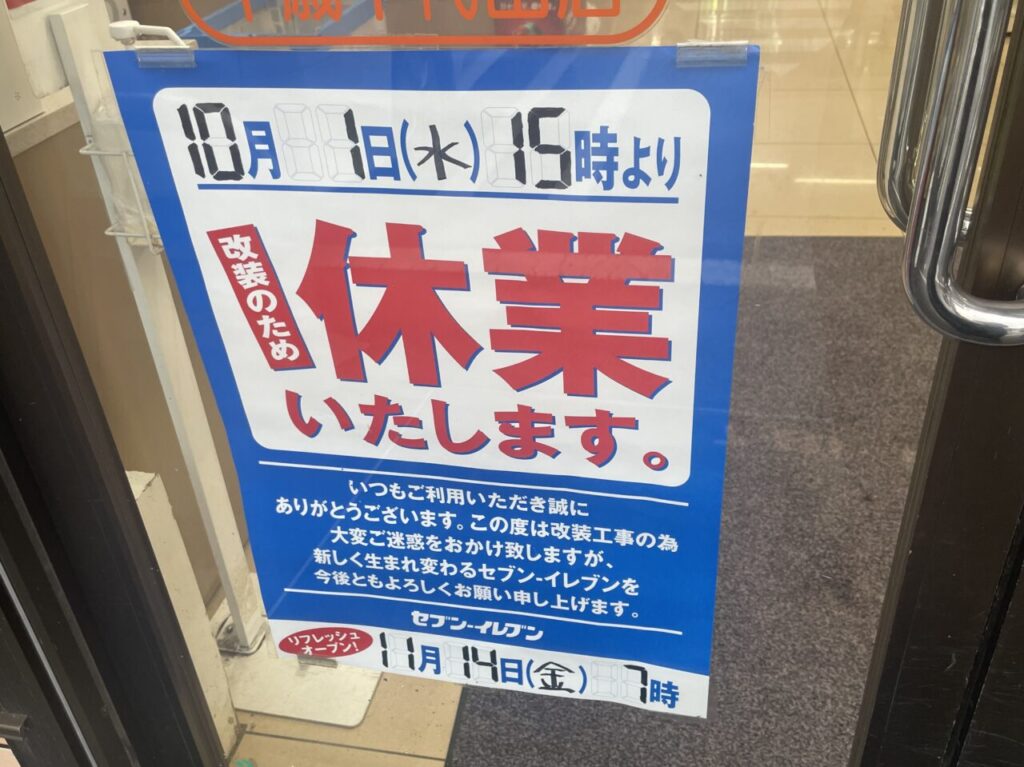 10月1日(水)15時より
改装のため
休業
いたします。
いつもご利用いただき誠に
ありがとうございます。この度は改装工事の為
大変ご迷惑をおかけ致しますが、
新しく生まれ変わるセブン-イレブンを
今後ともよろしくお願い申し上げます。
セブン-イレブン
リフレッシュ
オープン!
11月14日(金)7時